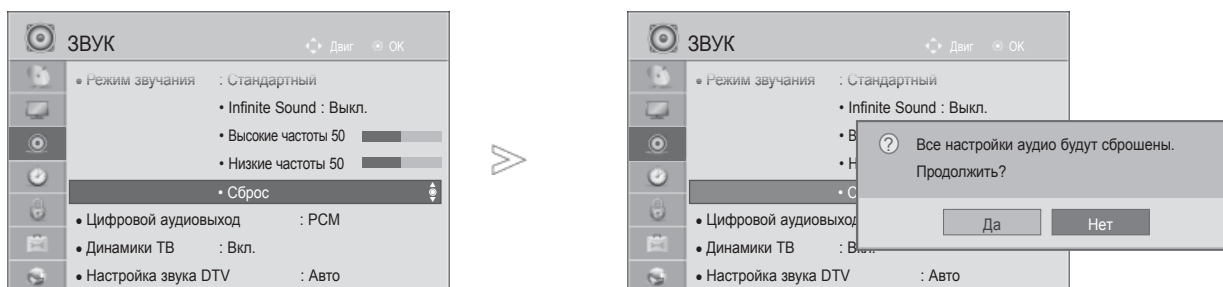 ЗВУК
Двиг OK
• Режим звучания : Стандартный
• Infinite Sound : Выкл.
• Высокие частоты 50
• Низкие частоты 50
• Сброс
• Цифровой аудиовыход : PCM
• Динамики ТВ : Вкл.
• Настройка звука DTV : Авто
ЗВУК
Двиг OK
• Режим звучания : Стандартный
• Infinite Sound : Выкл.
• В
• Н
• С
• Цифровой аудиовыход
• Динамики ТВ : Вкл.
• Настройка звука DTV : Авто
? Все настройки аудио будут сброшены.
Продолжить?
Да Нет